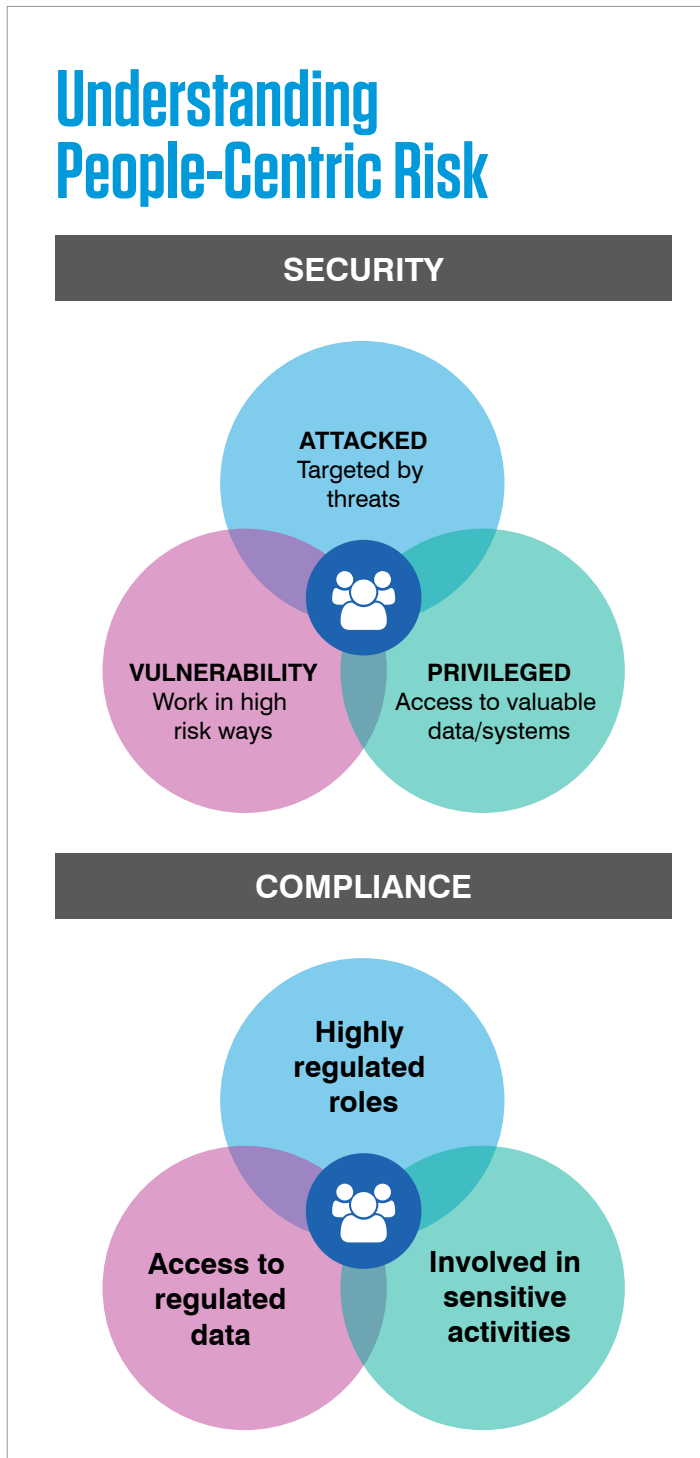 Understanding
People-Centric Risk
SECURITY
ATTACKED
Targeted by
threats
VULNERABILITY
Work in high
risk ways
PRIVILEGED
Access to valuable
data/systems
COMPLIANCE
Highly
regulated
roles
Access to
regulated
data
Involved in
sensitive
activities